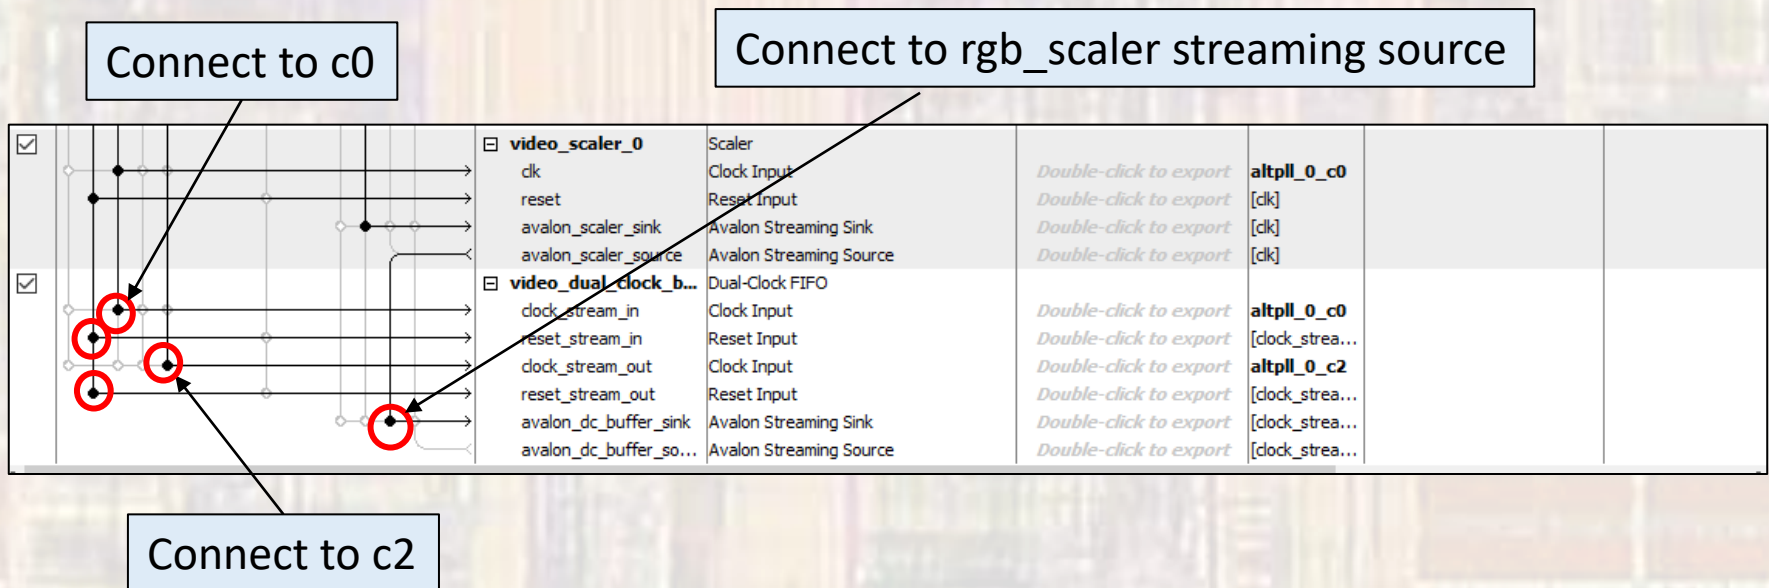 Connect to c0
Connect to rgb_scaler streaming source
video_scaler_0 Scaler
clk Clock Input Double-click to export altpll_0_c0
reset Reset Input Double-click to export [clk]
avalon_scaler_sink Avalon Streaming Sink Double-click to export [clk]
avalon_scaler_source Avalon Streaming Source Double-click to export [clk]
video_dual_clock_b... Dual-Clock FIFO
clock_stream_in Clock Input Double-click to export altpll_0_c0
reset_stream_in Reset Input Double-click to export [clock_strea...
clock_stream_out Clock Input Double-click to export altpll_0_c2
reset_stream_out Reset Input Double-click to export [clock_strea...
avalon_dc_buffer_sink Avalon Streaming Sink Double-click to export [clock_strea...
avalon_dc_buffer_so... Avalon Streaming Source Double-click to export [clock_strea...
Connect to c2